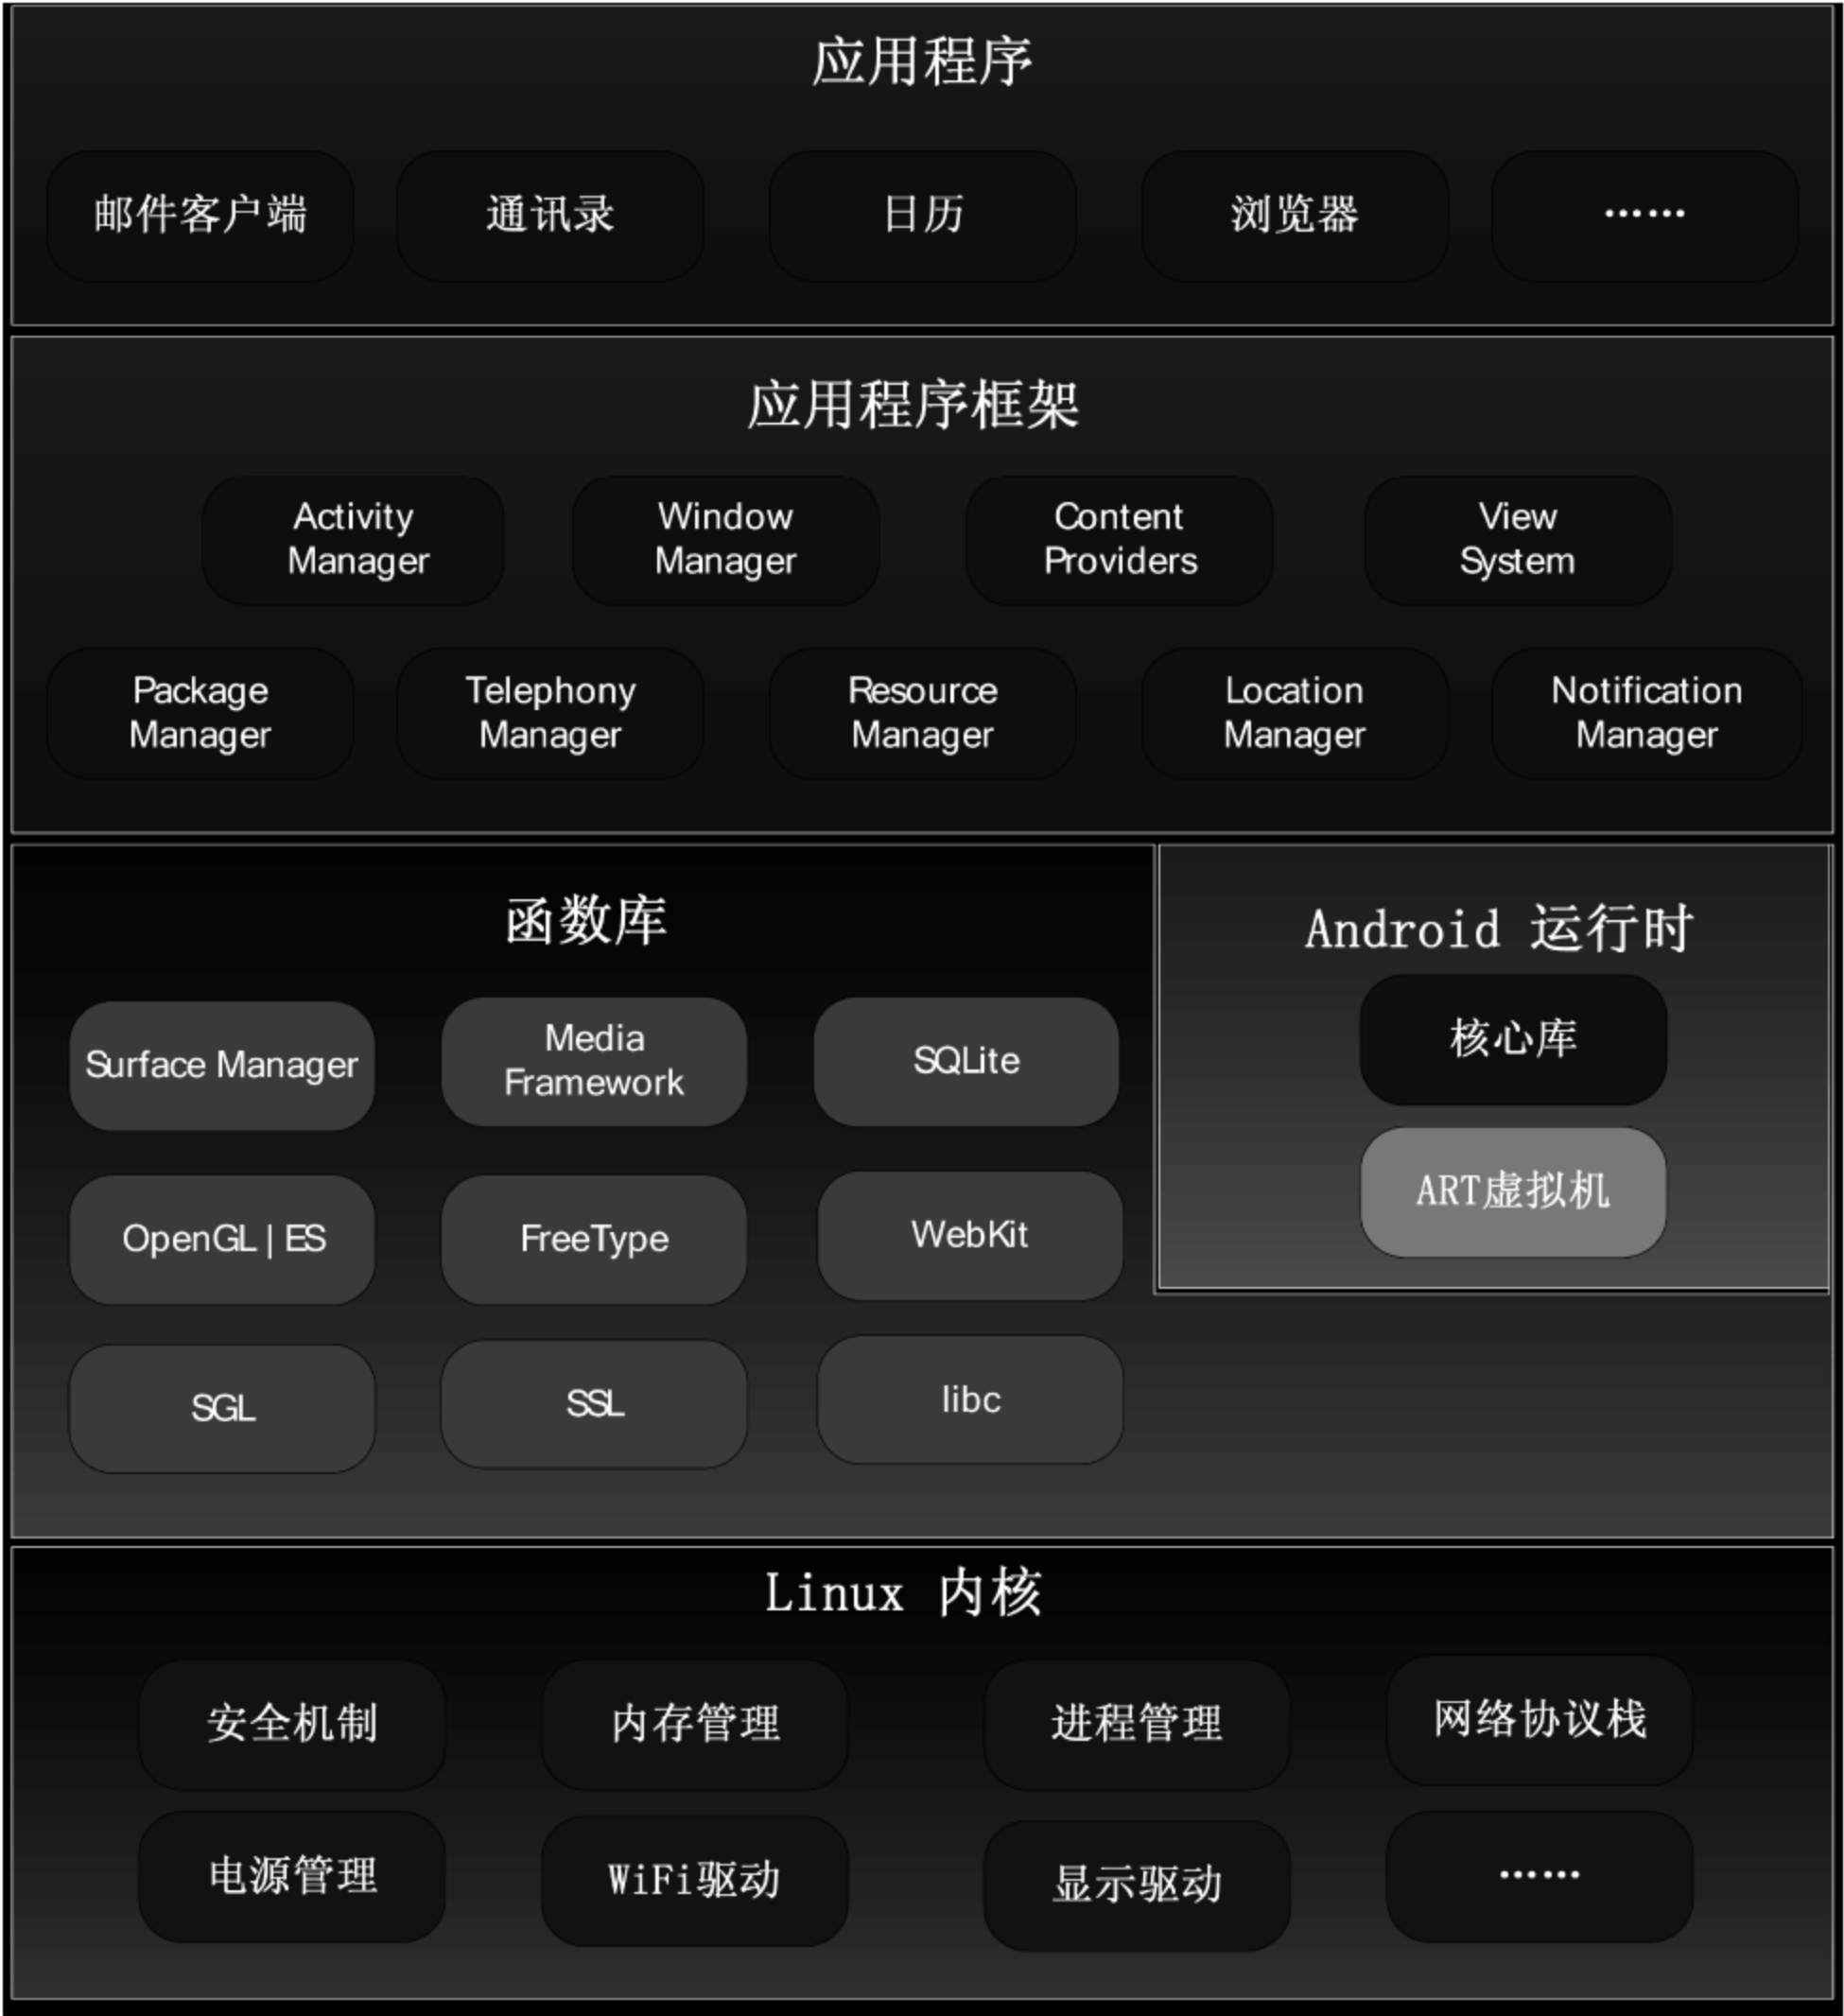 应用程序
邮件客户端
通讯录
日历
浏览器
……
应用程序框架
Activity
Manager
Window
Manager
Content
Providers
View
System
Package
Manager
Telephony
Manager
Resource
Manager
Location
Manager
Notification
Manager
函数库
Surface Manager
Media
Framework
SQLite
OpenGL | ES
FreeType
WebKit
SGL
SSL
libc
Android 运行时
核心库
ART虚拟机
Linux 内核
安全机制
内存管理
进程管理
网络协议栈
电源管理
WiFi驱动
显示驱动
……